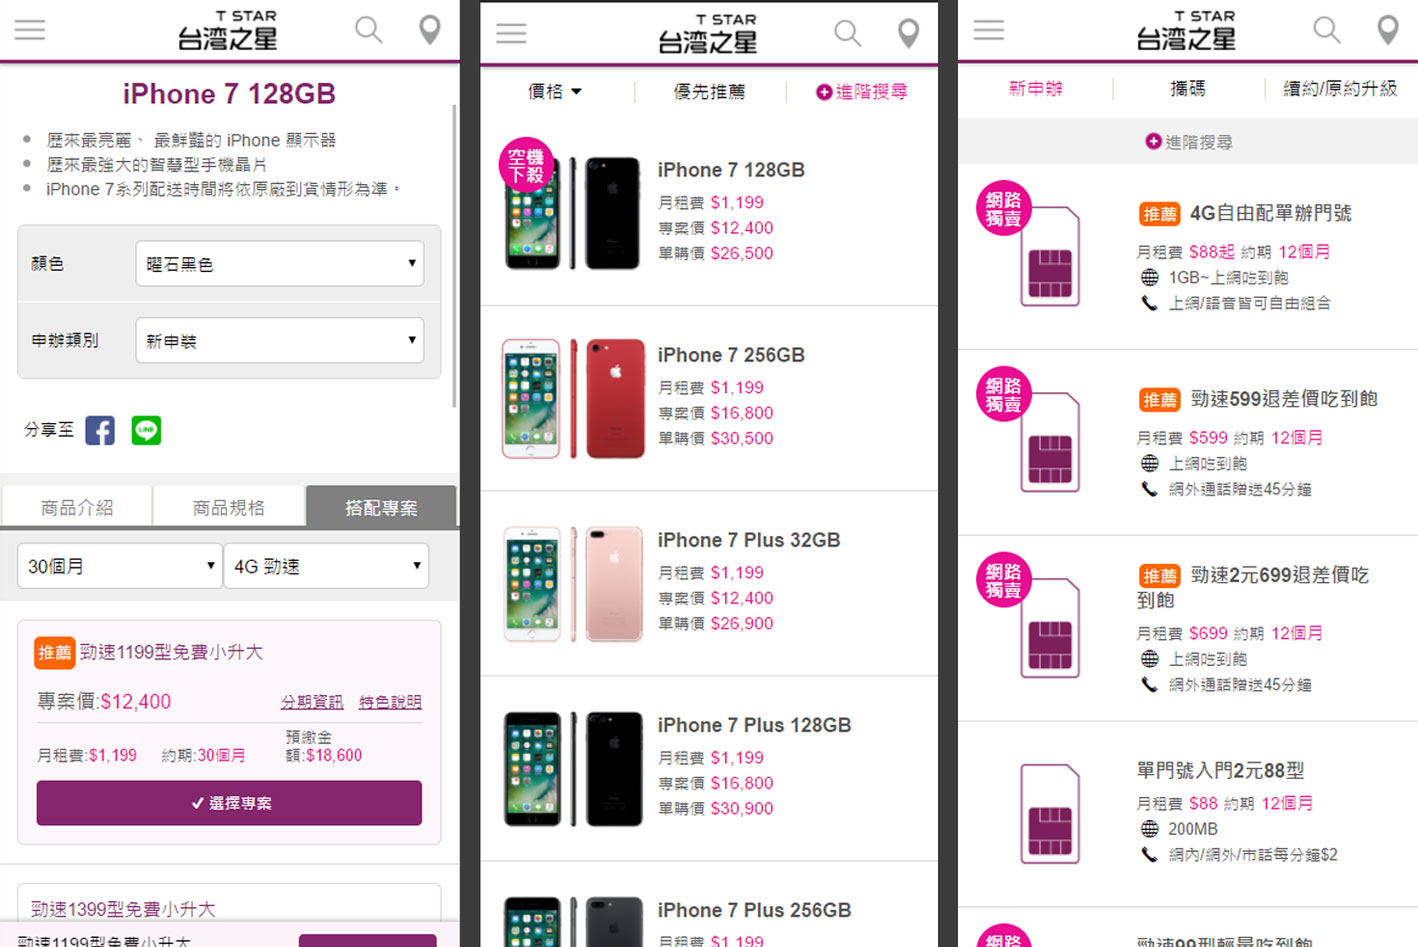 T STAR
台湾之星
iPhone 7 128GB
歷來最亮麗、 最鮮豔的 iPhone 顯示器
歷來最強大的智慧型手機晶片
iPhone 7系列配送時間將依原廠到貨情形為準。
顏色
曜石黑色
申辦類別
新申裝
分享至
LINE
商品介紹
商品規格
搭配專案
30個月
4G 勁速
推薦 勁速1199型免費小升大
專案價:$12,400 分期資訊 特色說明
月租費:$1,199 約期:30個月 預繳金
額:$18,600
選擇專案
勁速1399型免費小升大
勁速1199型免費小升大
T STAR
台湾之星
價格
優先推薦
進階搜尋
空機
下殺
iPhone 7 128GB
月租費 $1,199
專案價 $12,400
單購價 $26,500
iPhone 7 256GB
月租費 $1,199
專案價 $16,800
單購價 $30,500
iPhone 7 Plus 32GB
月租費 $1,199
專案價 $12,400
單購價 $26,900
iPhone 7 Plus 128GB
月租費 $1,199
專案價 $16,800
單購價 $30,900
iPhone 7 Plus 256GB
月租費 $1,199
T STAR
台湾之星
新申辦
攜碼
續約/原約升級
進階搜尋
網路
獨賣
推薦 4G自由配單辦門號
月租費 $88起 約期 12個月
1GB~上網吃到飽
上網/語音皆可自由組合
網路
獨賣
推薦 勁速599退差價吃到飽
月租費 $599 約期 12個月
上網吃到飽
網外通話贈送45分鐘
網路
獨賣
推薦 勁速2元699退差價吃
到飽
月租費 $699 約期 12個月
上網吃到飽
網外通話贈送45分鐘
單門號入門2元88型
月租費 $88 約期 12個月
200MB
網內/網外/市話每分鐘$2
網路
勁速99型輕量吃到飽